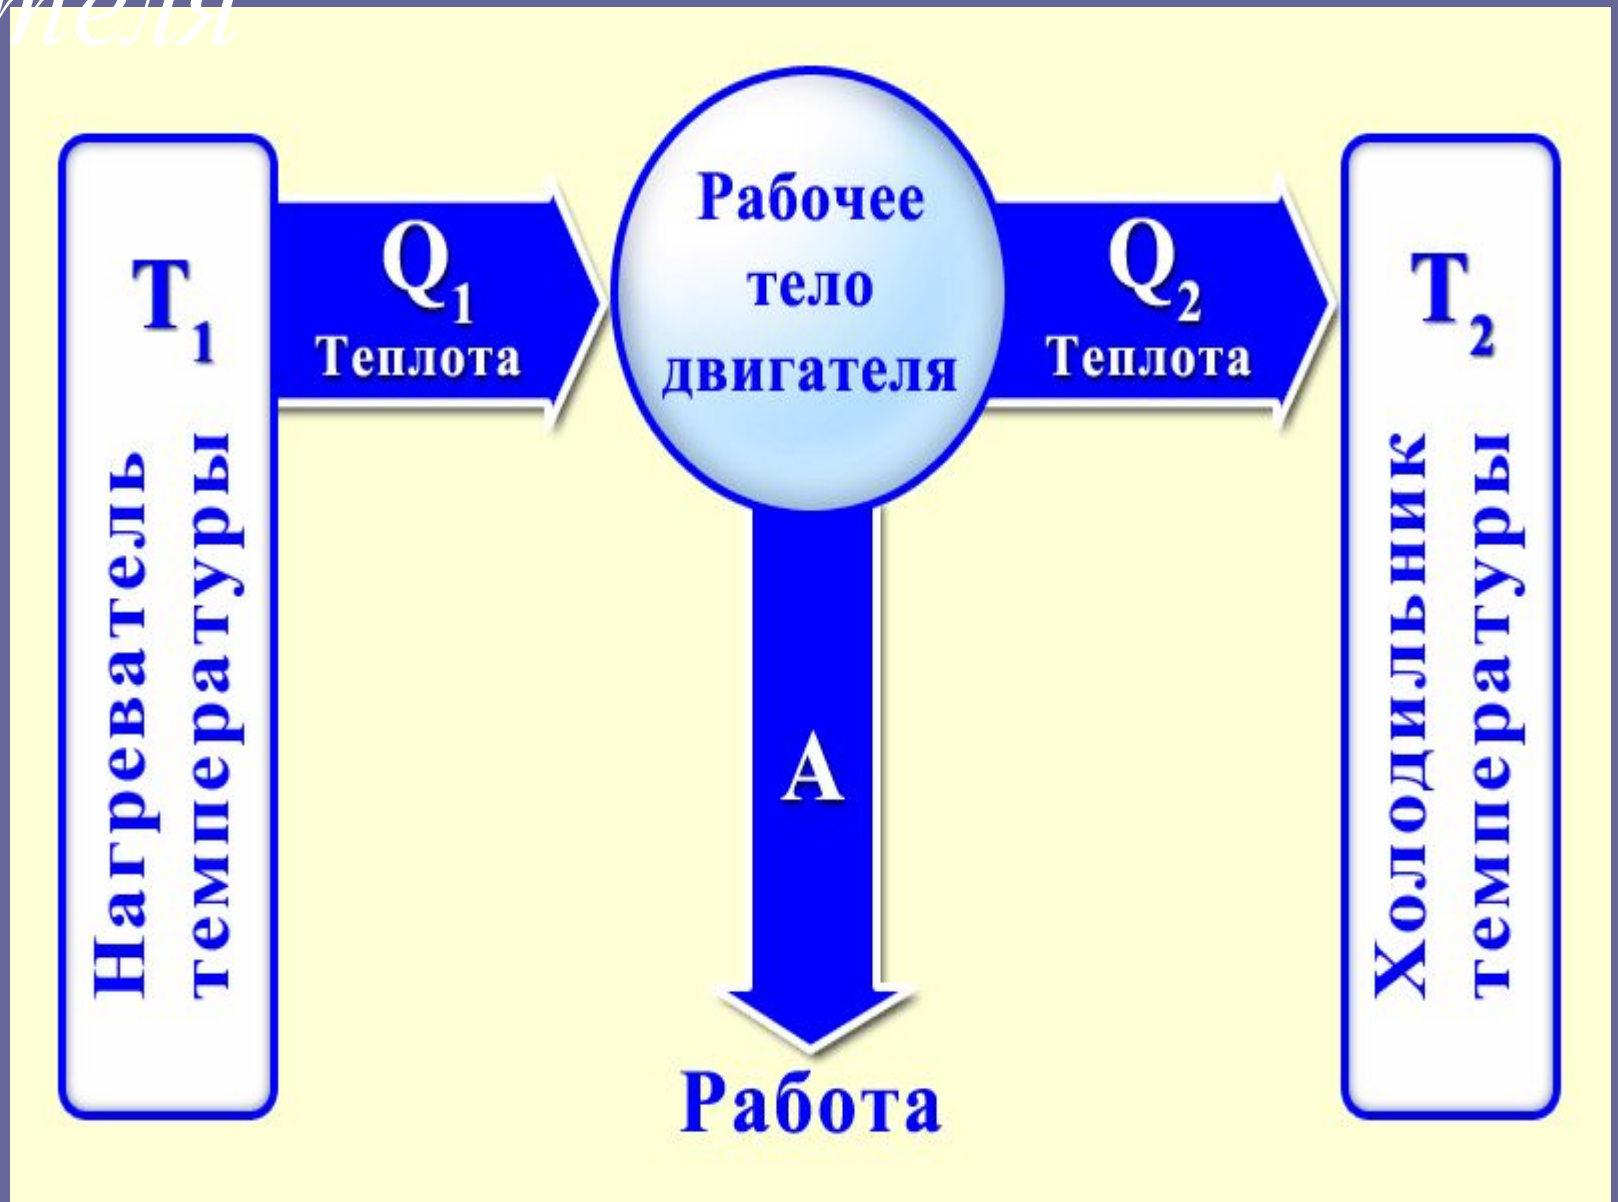 T1
Нагреватель
температуры
Q1
Теплота
Рабочее
тело
двигателя
Q2
Теплота
T2
Холодильник
температуры
A
Работа